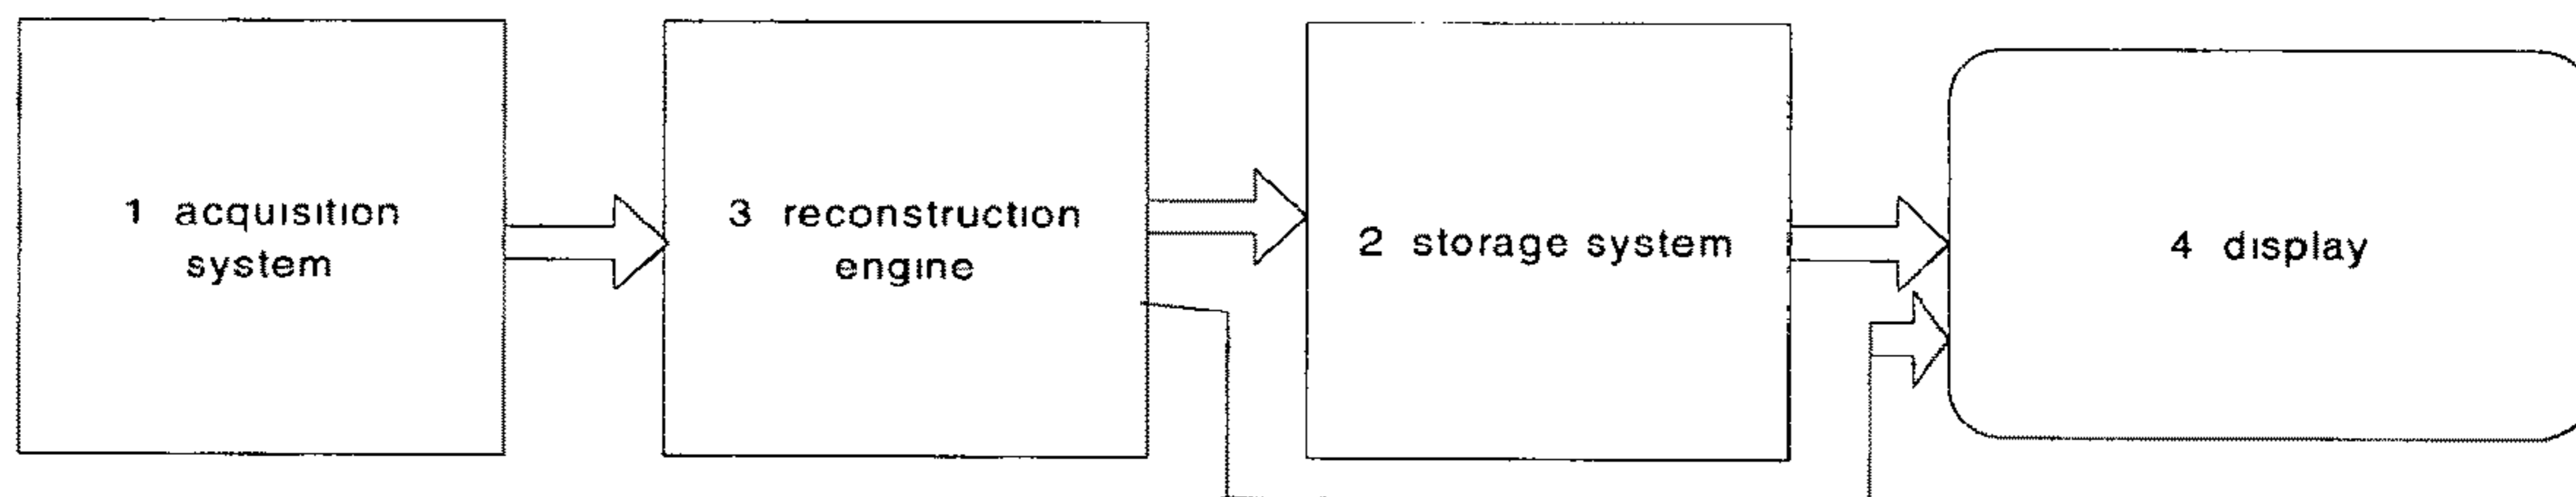 1 acquisition
system
3 reconstruction
engine
2 storage system
4 display